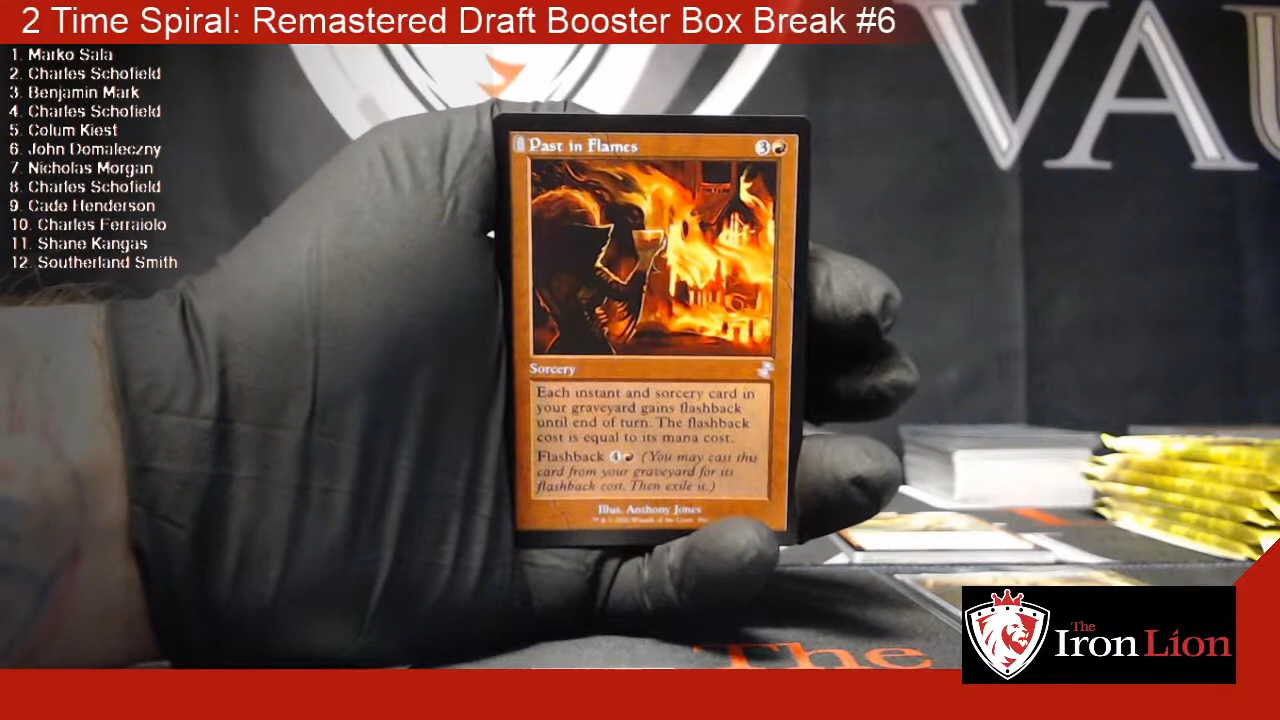 2 Time Spiral: Remastered Draft Booster Box Break #6
1. Marko Sala
2. Charles Schofield
3. Benjamin Mark
4. Charles Schofield
5. Colum Kiest
6. John Domaleczny
7. Nicholas Morgan
8. Charles Schofield
9. Cade Henderson
10. Charles Ferraiolo
11. Shane Kangas
12. Southerland Smith
VAU
Past in Flames 3
Sorcery
Each instant and sorcery card in
your graveyard gains flashback
until end of turn. The flashback
cost is equal to its mana cost.
Flashback 4 (You may cast this
card from your graveyard for its
flashback cost. Then exile it.)
Illus. Anthony Jones
The
The
Iron Lion